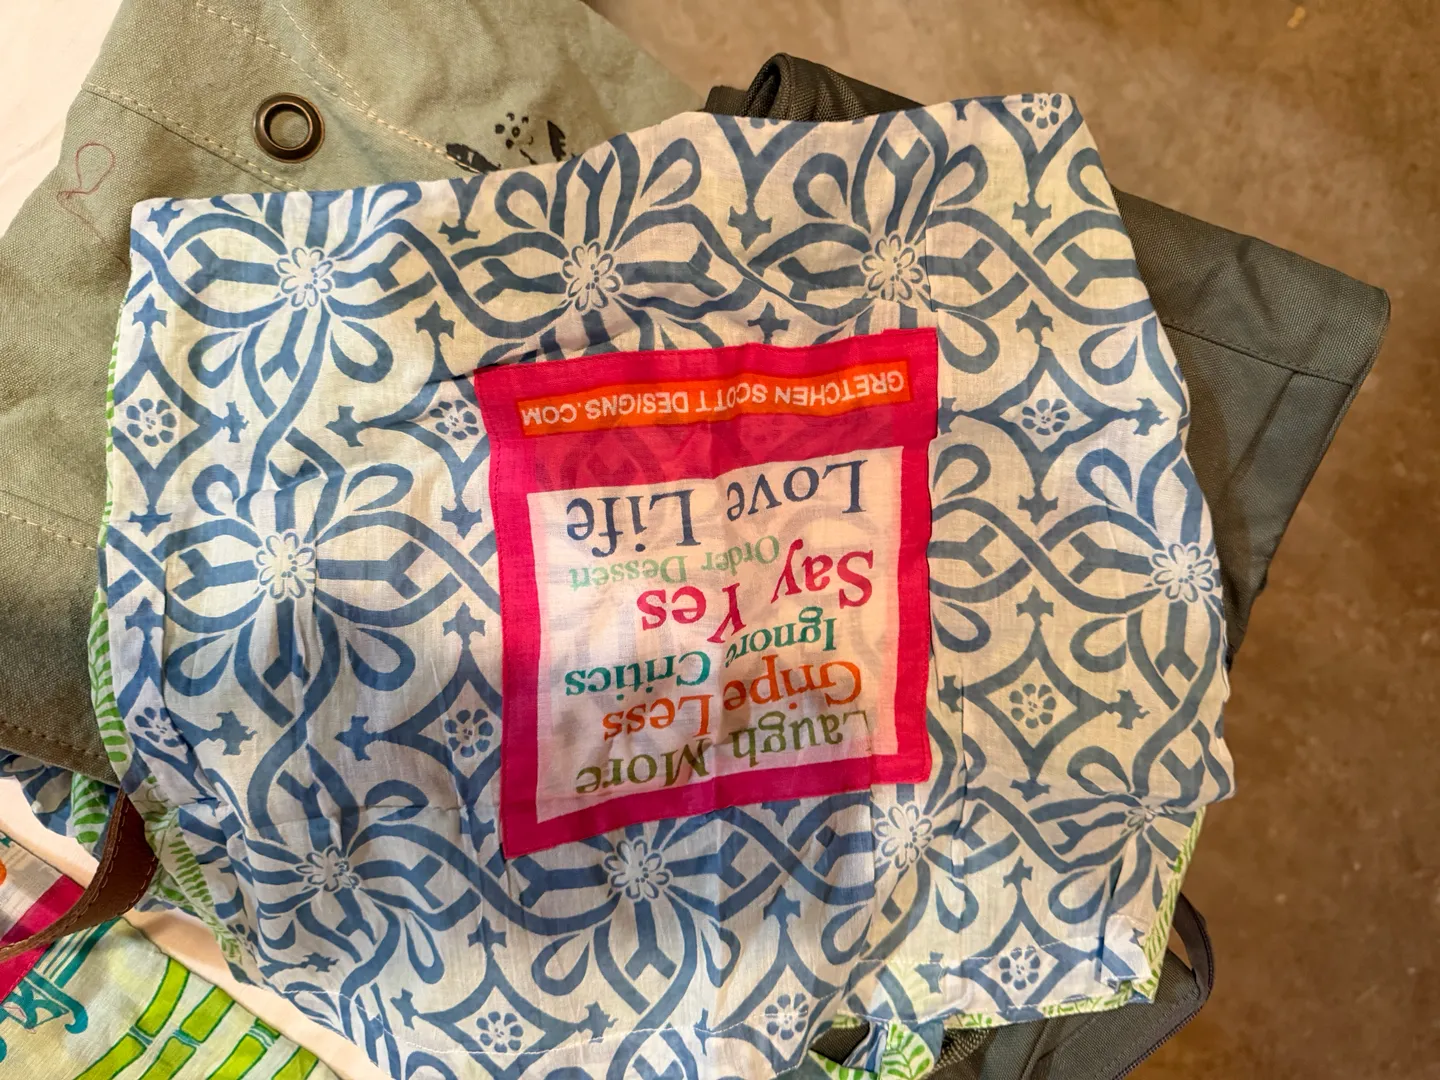 Laugh More
Gripe Less
Ignore Critics
Say Yes
Order Dessert
Love Life
GRETCHEN SCOTT DESIGNS.COM